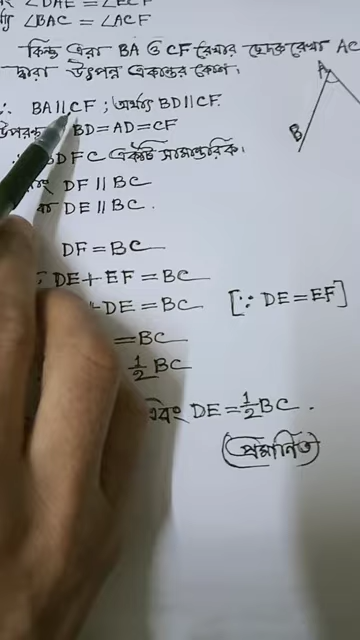 ∠DAE = ∠ECF
∠BAC = ∠ACF
কিন্তু এরা BA ও CF রেখার ছেদক রেখা AC
দ্বারা উৎপন্ন একান্তর কোণ।
∴ BA ∥ CF ; অর্থাৎ BD ∥ CF.
BD = AD = CF
একটি সামান্তরিক।
DF ∥ BC
DE ∥ BC .
DF = BC
DE + EF = BC
+ DE = BC [∵ DE = EF]
= BC
½ BC
এবং DE = ½ BC .
(প্রমাণিত)
A
B